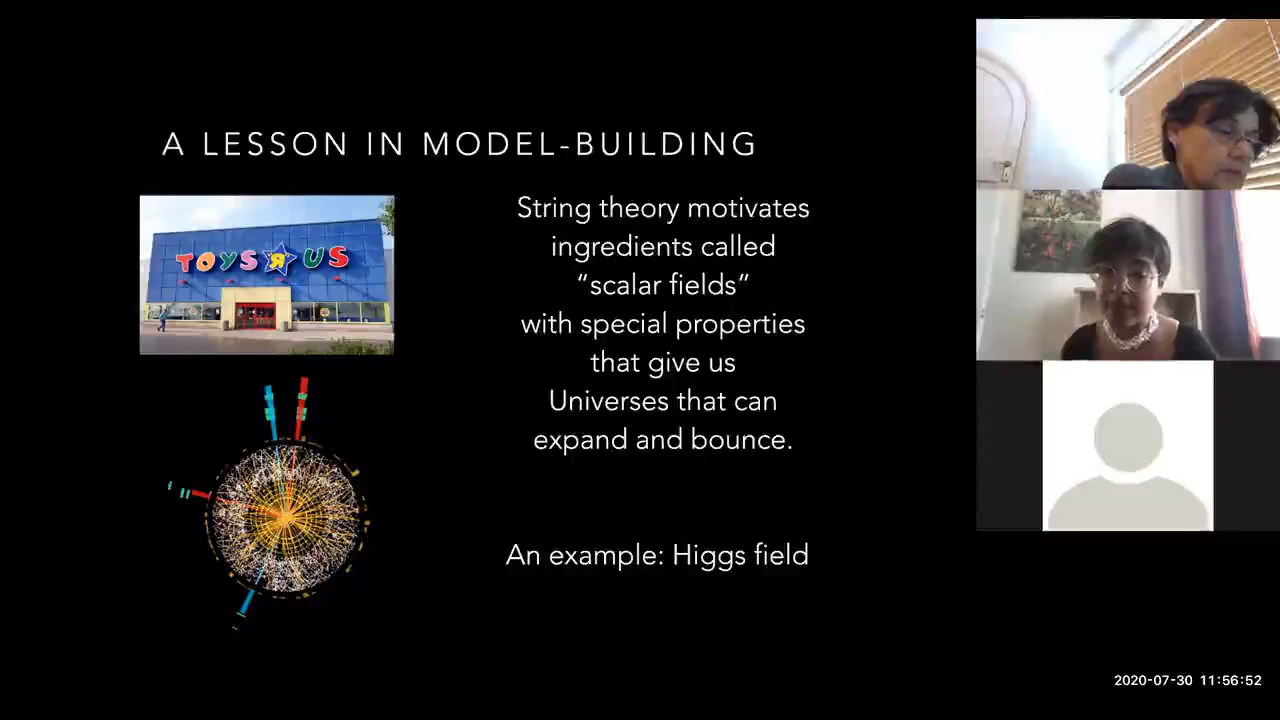 A LESSON IN MODEL-BUILDING
TOYS R US
String theory motivates
ingredients called
“scalar fields”
with special properties
that give us
Universes that can
expand and bounce.
An example: Higgs field
2020-07-30 11:56:52